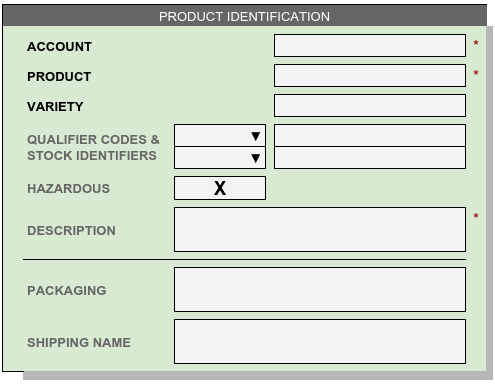 PRODUCT IDENTIFICATION
ACCOUNT *
PRODUCT *
VARIETY
QUALIFIER CODES & ▼
STOCK IDENTIFIERS ▼
HAZARDOUS X
DESCRIPTION *
PACKAGING
SHIPPING NAME